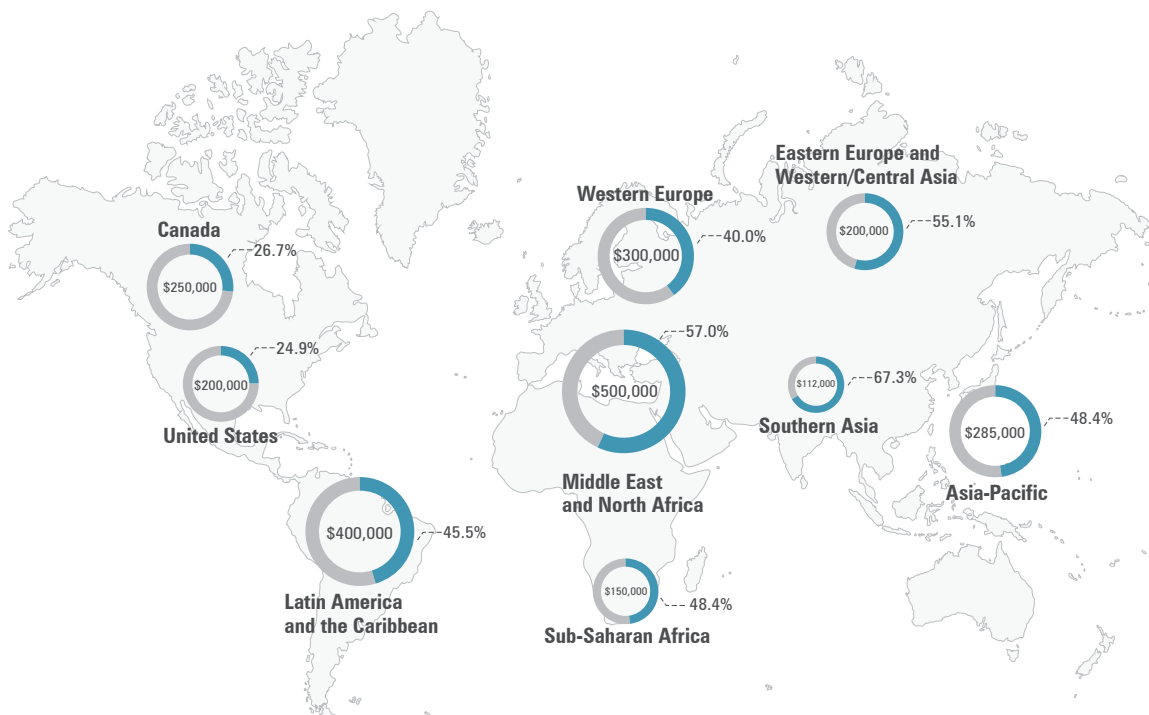 Canada
26.7%
$250,000
24.9%
$200,000
United States
$400,000
45.5%
Latin America
and the Caribbean
Western Europe
40.0%
$300,000
57.0%
$500,000
Middle East
and North Africa
$150,000
48.4%
Sub-Saharan Africa
Eastern Europe and
Western/Central Asia
$200,000
55.1%
$112,000
67.3%
Southern Asia
$285,000
48.4%
Asia-Pacific